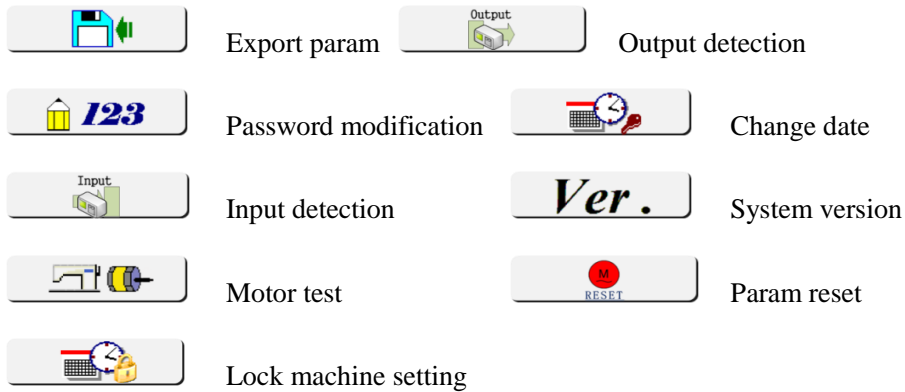 Export param Output Output detection
123 Password modification Change date
Input Input detection Ver. System version
Motor test M RESET Param reset
Lock machine setting